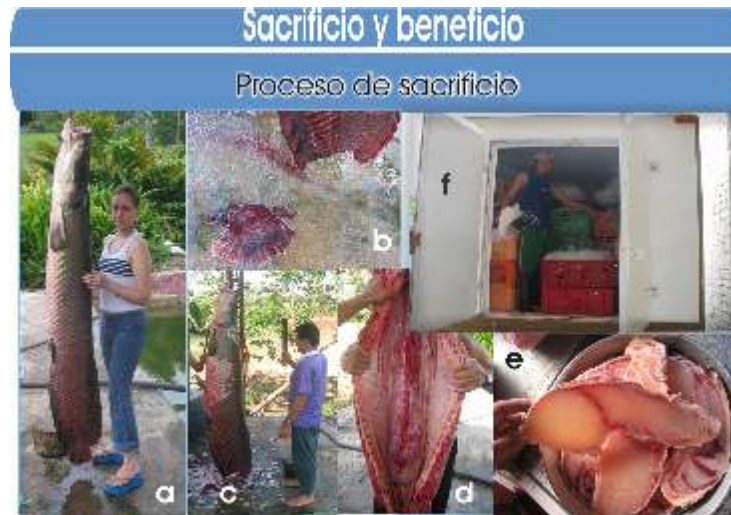 Sacrificio y beneficio
Proceso de sacrificio
f
b
e
a
c
d